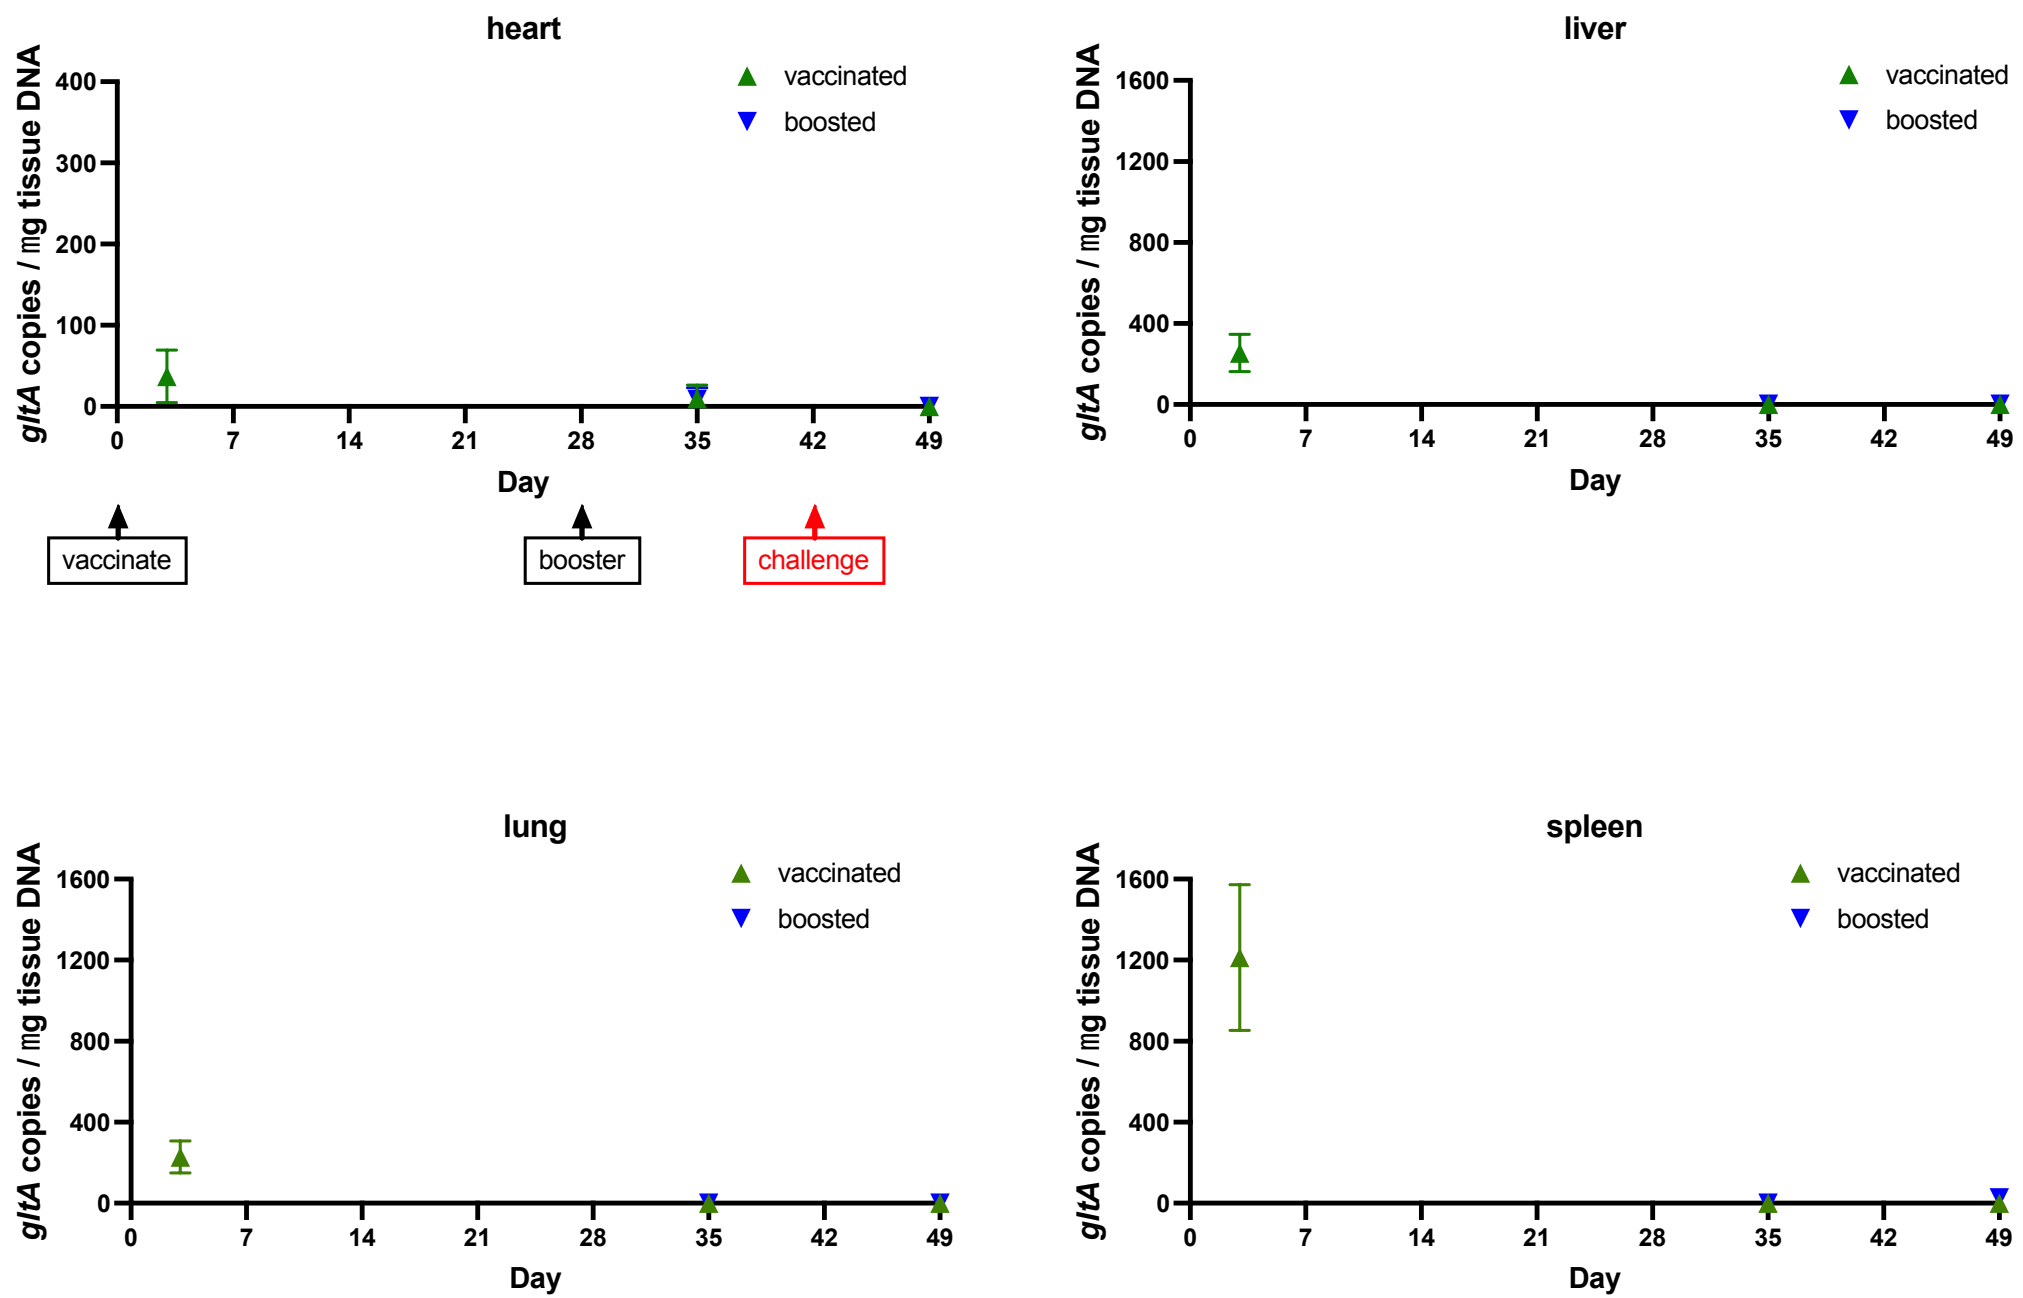 heart
vaccinated
boosted
gltA copies / mg tissue DNA
400
300
200
100
0
0 7 14 21 28 35 42 49
Day
vaccinate
booster
challenge
liver
vaccinated
boosted
gltA copies / mg tissue DNA
1600
1200
800
400
0
0 7 14 21 28 35 42 49
Day
lung
vaccinated
boosted
gltA copies / mg tissue DNA
1600
1200
800
400
0
0 7 14 21 28 35 42 49
Day
spleen
vaccinated
boosted
gltA copies / mg tissue DNA
1600
1200
800
400
0
0 7 14 21 28 35 42 49
Day